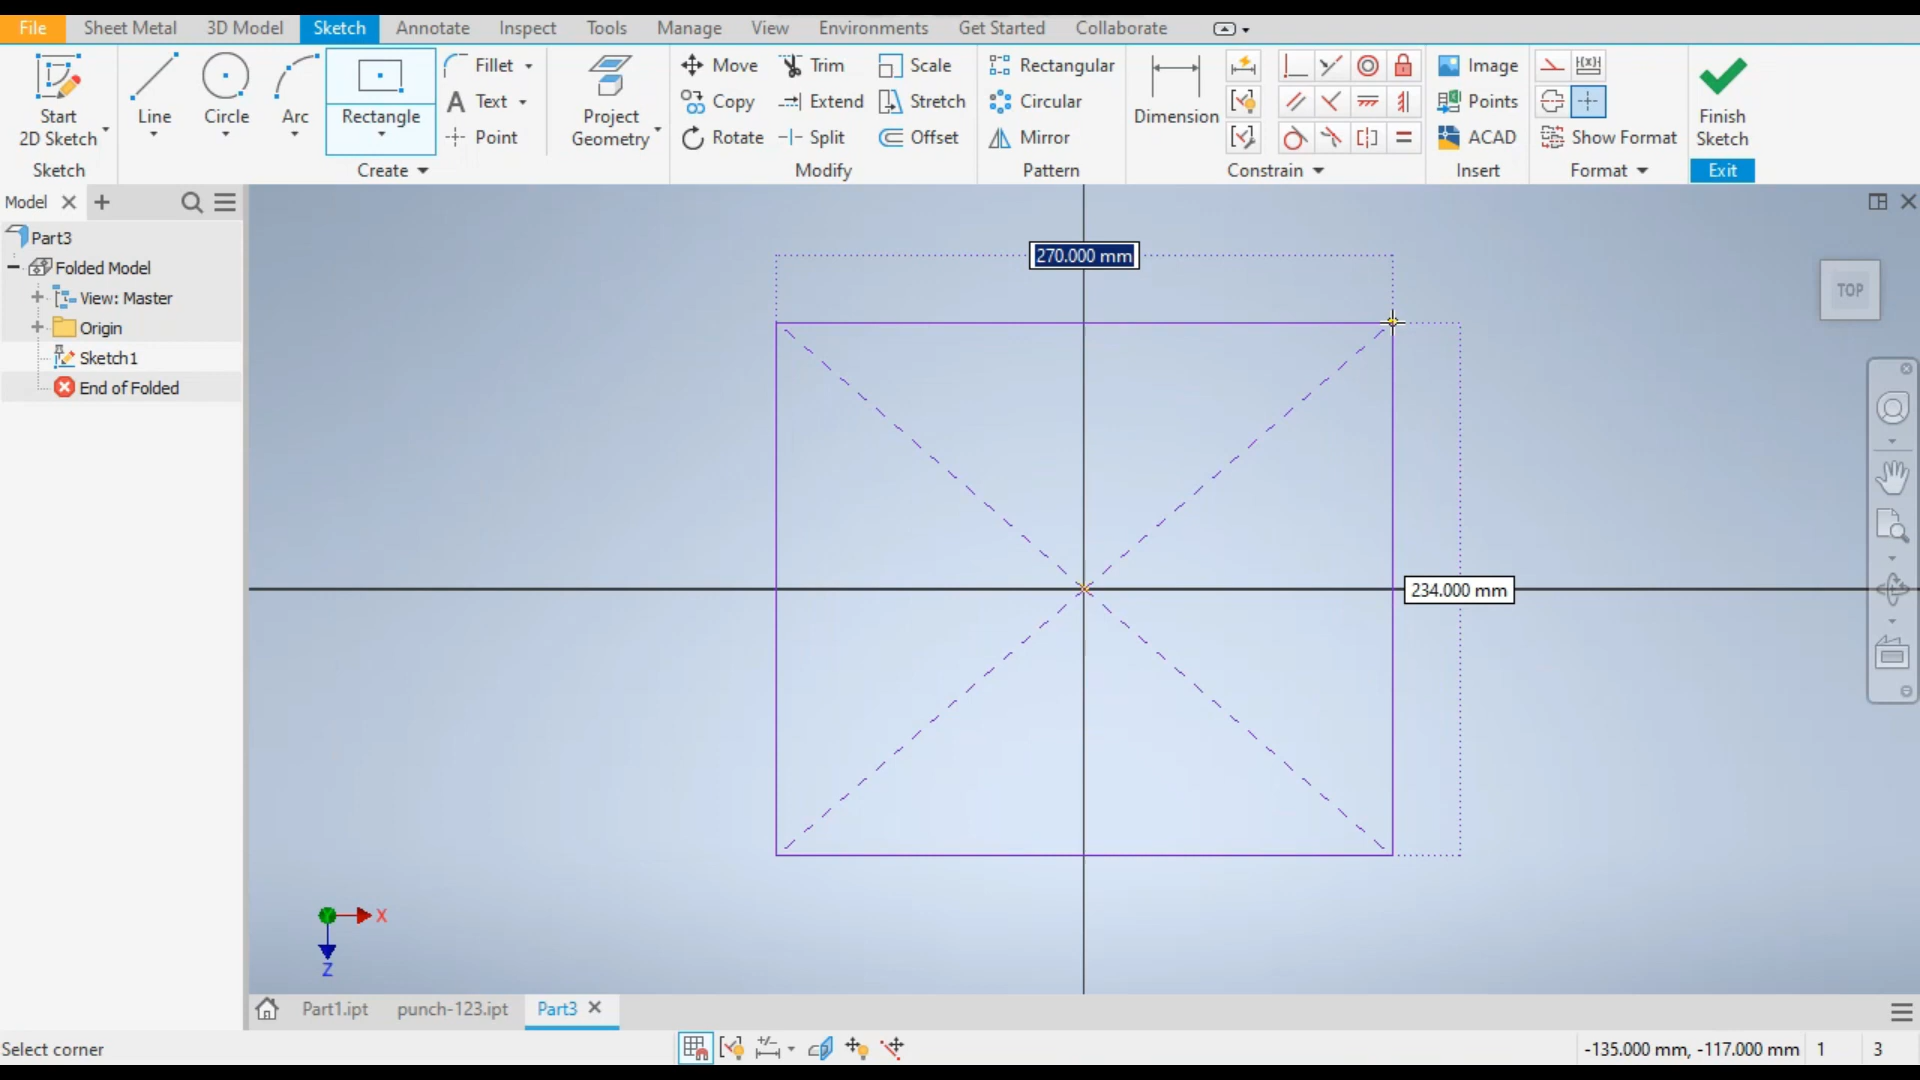 File Sheet Metal 3D Model Sketch Annotate Inspect Tools Manage View Environments Get Started Collaborate
Start
2D Sketch
Line
Circle
Arc
Rectangle
Fillet
Text
Point
Project
Geometry
Move
Copy
Rotate
Trim
Extend
Split
Scale
Stretch
Offset
Rectangular
Circular
Mirror
Dimension
Image
Points
ACAD
Show Format
Finish
Sketch
Sketch Create Modify Pattern Constrain Insert Format Exit
Model
Part3
Folded Model
View: Master
Origin
Sketch1
End of Folded
270.000 mm
TOP
234.000 mm
X
Z
Part1.ipt punch-123.ipt Part3
Select corner
-135.000 mm, -117.000 mm 1 3